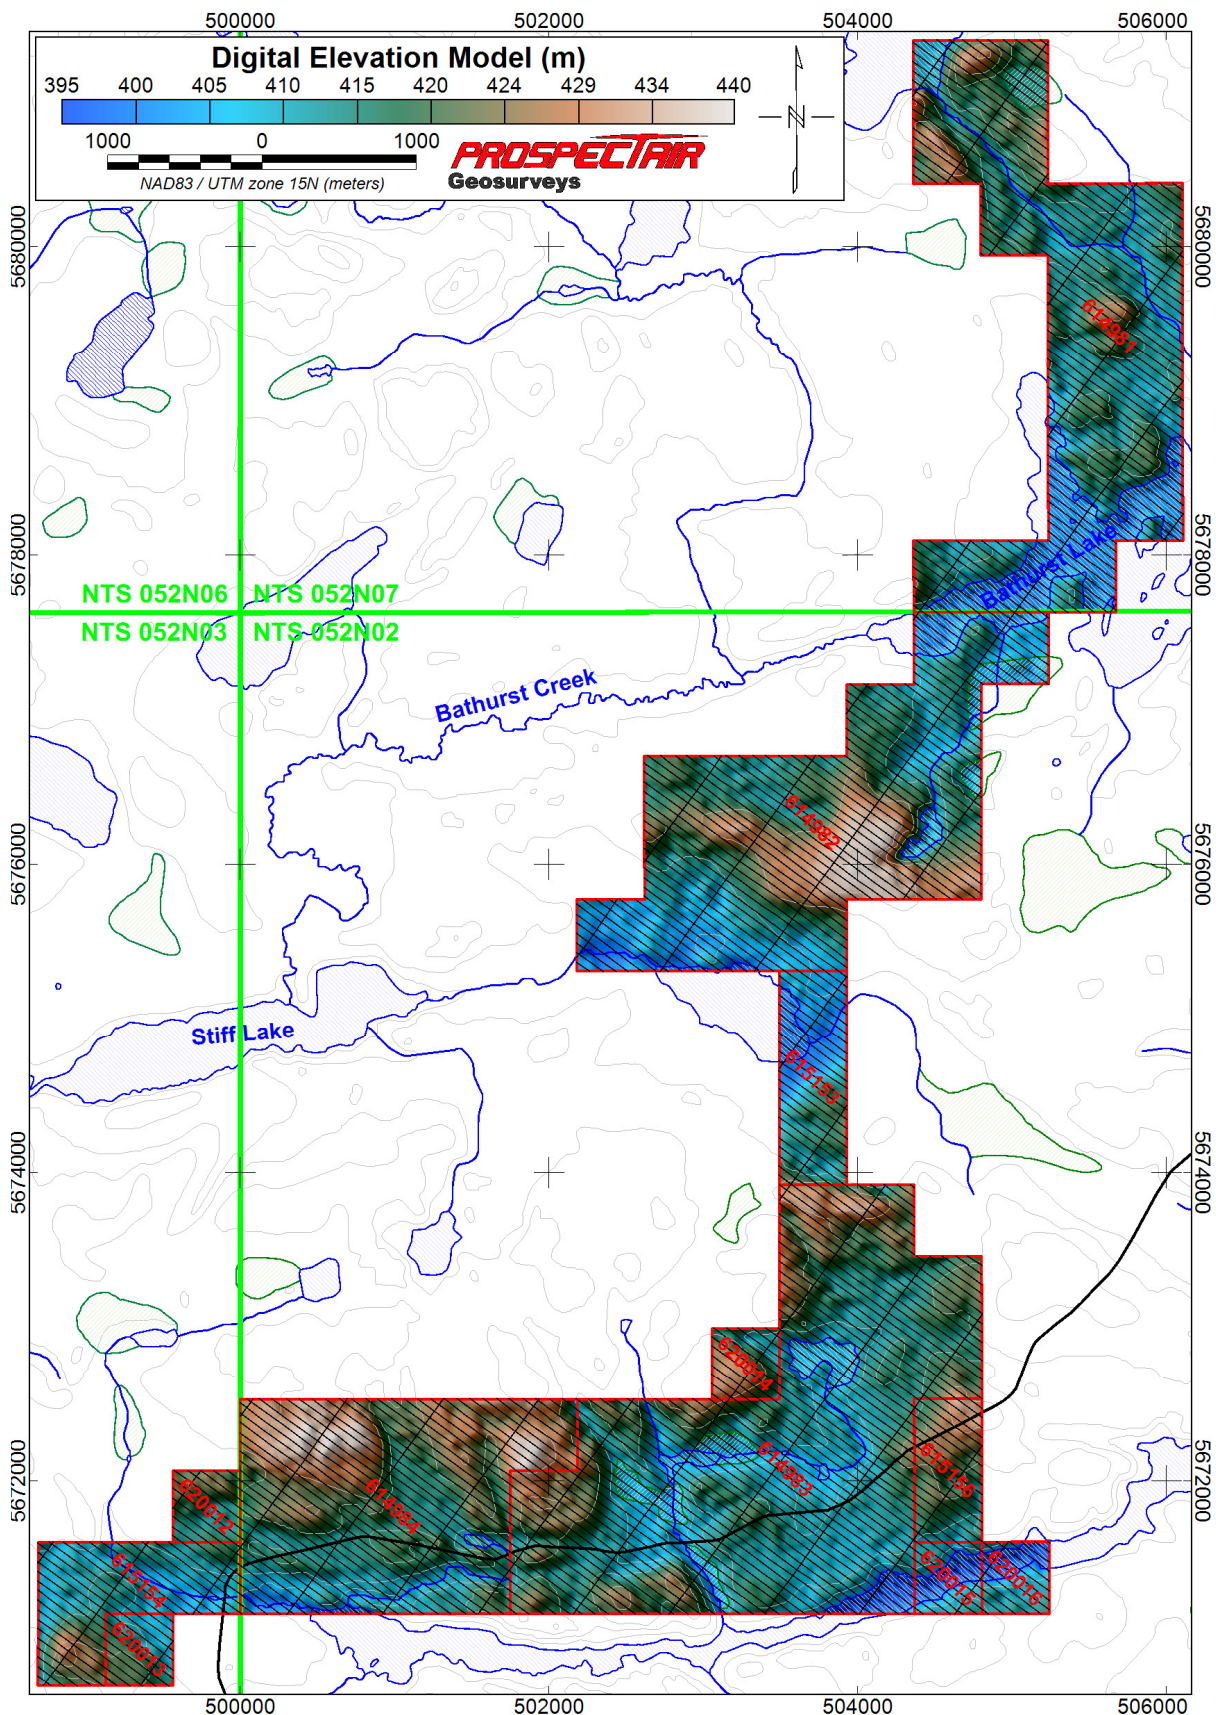 500000 502000 504000 506000
Digital Elevation Model (m)
395 400 405 410 415 420 424 429 434 440
1000 0 1000
NAD83 / UTM zone 15N (meters)
PROSPECTAIR
Geosurveys
N
5680000 5680000
614981
5678000 5678000
Bathurst Lake
NTS 052N06 NTS 052N07
NTS 052N03 NTS 052N02
Bathurst Creek
614982
5676000 5676000
Stiff Lake
615153
5674000 5674000
620014
5672000 5672000
614983
615156
614984
620012
615154
620015
620016
620013
500000 502000 504000 506000